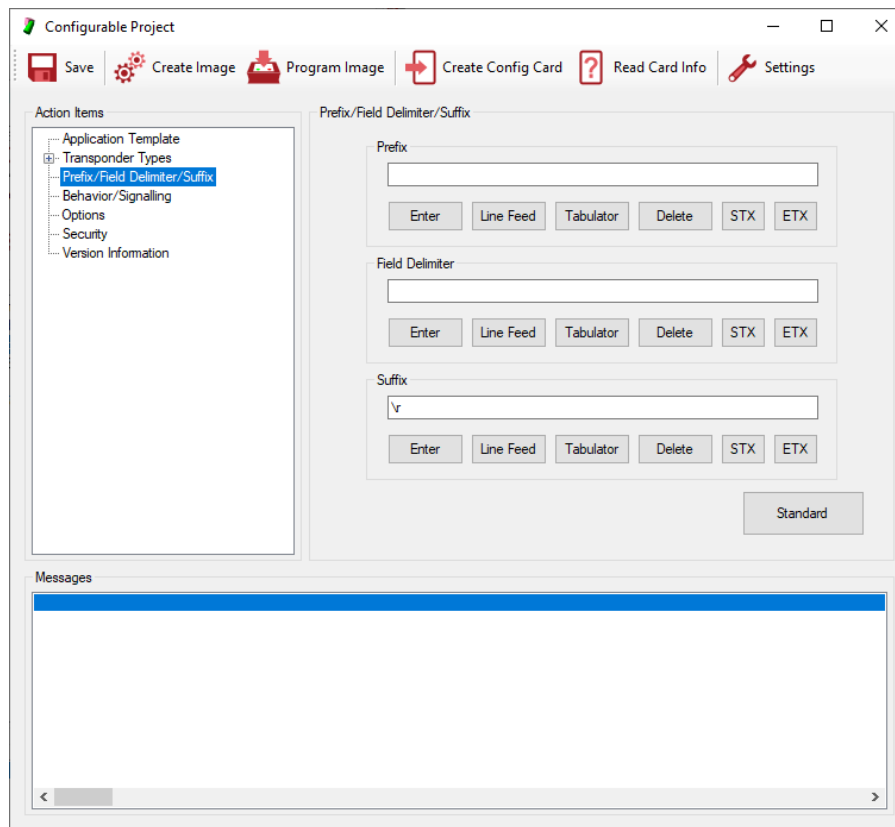 Configurable Project
Save Create Image Program Image Create Config Card Read Card Info Settings
Action Items
Application Template
Transponder Types
Prefix/Field Delimiter/Suffix
Behavior/Signalling
Options
Security
Version Information
Prefix/Field Delimiter/Suffix
Prefix
Enter Line Feed Tabulator Delete STX ETX
Field Delimiter
Enter Line Feed Tabulator Delete STX ETX
Suffix
\r
Enter Line Feed Tabulator Delete STX ETX
Standard
Messages